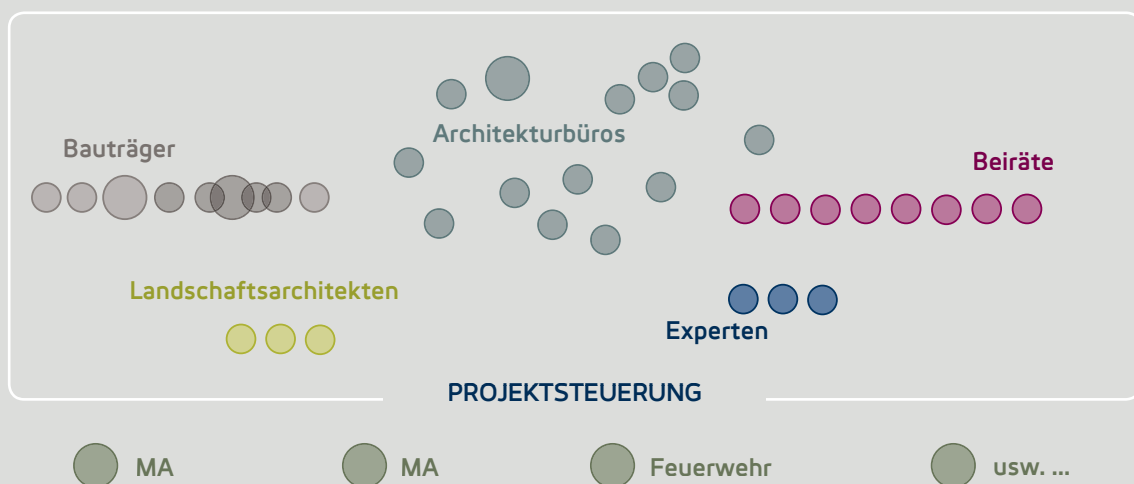 Architekturbüros
Bauträger
Beiräte
Landschaftsarchitekten
Experten
PROJEKTSTEUERUNG
MA
MA
Feuerwehr
usw. ...